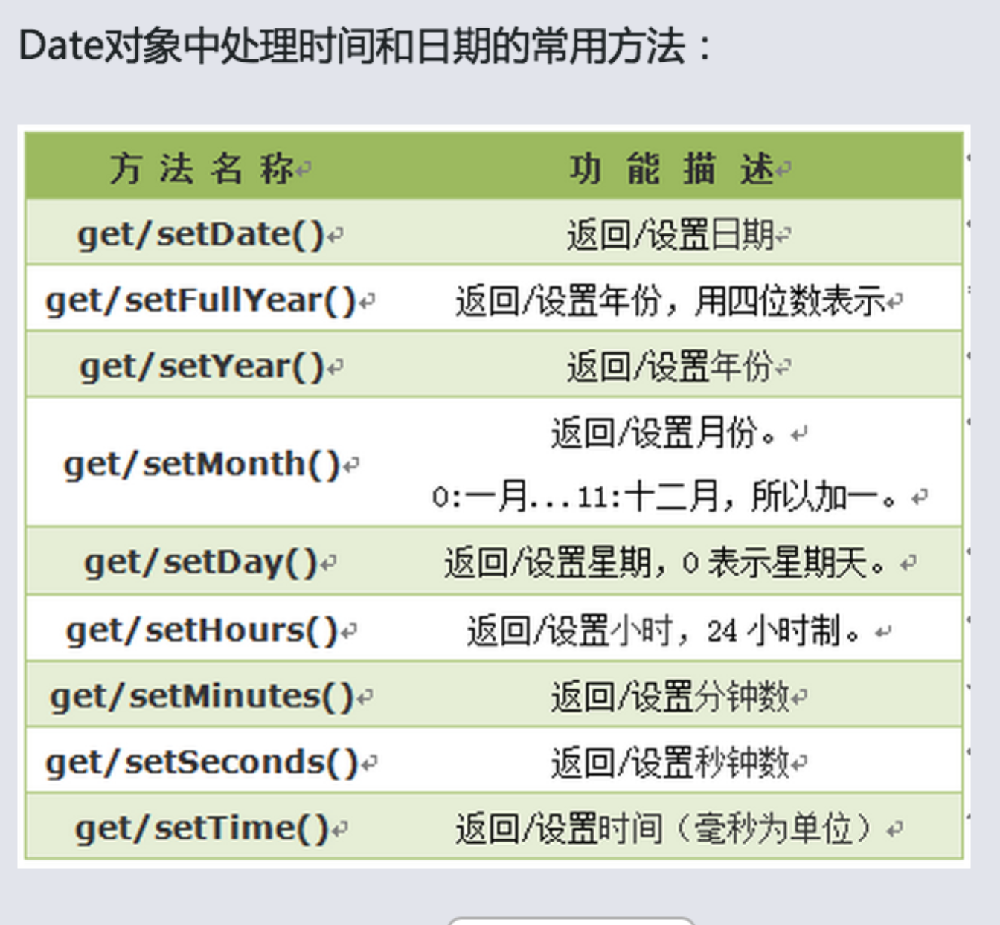 Date对象中处理时间和日期的常用方法：
方法名称 功能描述
get/setDate() 返回/设置日期
get/setFullYear() 返回/设置年份，用四位数表示
get/setYear() 返回/设置年份
get/setMonth() 返回/设置月份。
0:一月...11:十二月，所以加一。
get/setDay() 返回/设置星期，0 表示星期天。
get/setHours() 返回/设置小时，24 小时制。
get/setMinutes() 返回/设置分钟数
get/setSeconds() 返回/设置秒钟数
get/setTime() 返回/设置时间（毫秒为单位）